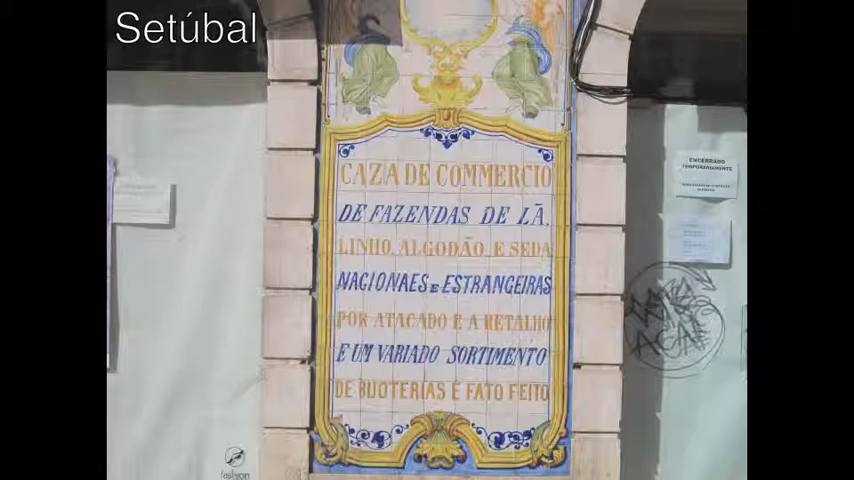 Setúbal
CAZA DE COMMERCIO
DE FAZENDAS DE LÃ,
LINHO, ALGODÃO, E SEDA
NACIONAES E ESTRANGEIRAS
POR ATACADO E A RETALHO
E UM VARIADO SORTIMENTO
DE BIJOTERIAS E FATO FEITO
ENCERRADO
TEMPORARIAMENTE
fashion